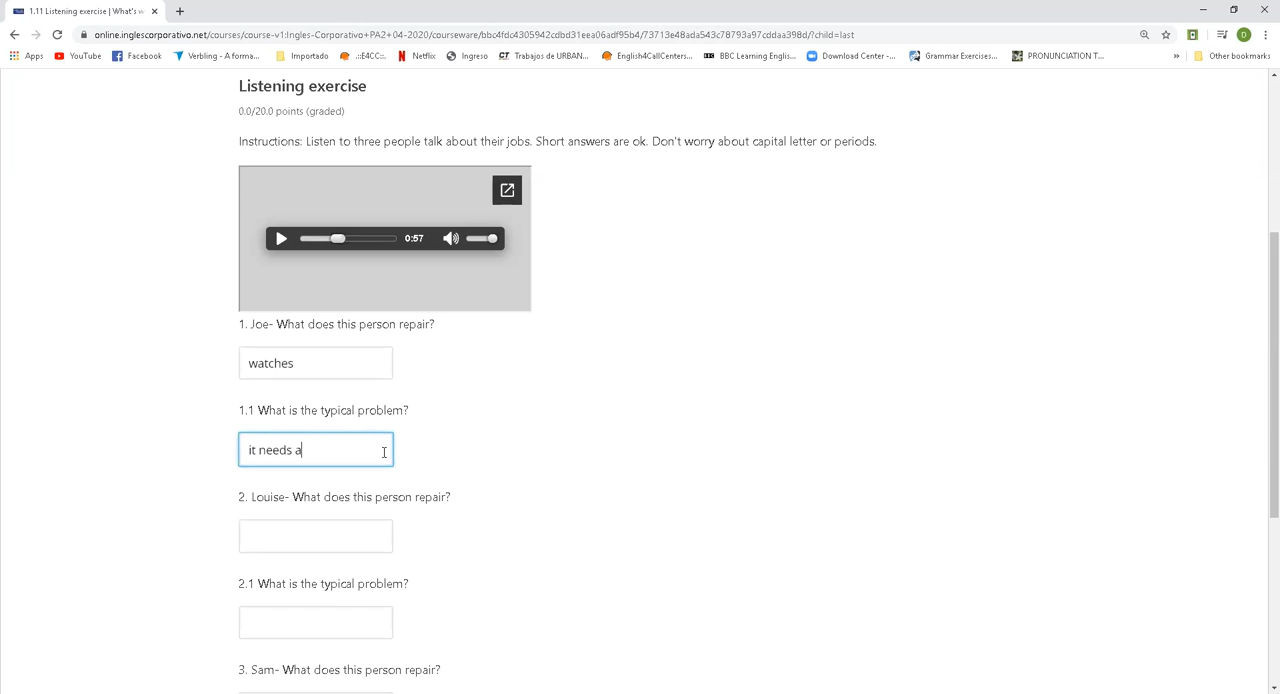 1.11 Listening exercise | What's w
online.inglescorporativo.net/courses/course-v1:Ingles-Corporativo+PA2+04-2020/courseware/bbc4fdc4305942cdbd31eea06adf95b4/73713e48ada543c78793a97cddaa398d/?child=last
Apps YouTube Facebook Verbling - A forma... Importado .::E4CC::. Netflix Ingreso Trabajos de URBAN... English4CallCenters... BBC Learning Englis... Download Center -... Grammar Exercises... PRONUNCIATION T... » Other bookmarks
Listening exercise
0.0/20.0 points (graded)
Instructions: Listen to three people talk about their jobs. Short answers are ok. Don't worry about capital letter or periods.
0:57
1. Joe- What does this person repair?
watches
1.1 What is the typical problem?
it needs a
2. Louise- What does this person repair?
2.1 What is the typical problem?
3. Sam- What does this person repair?